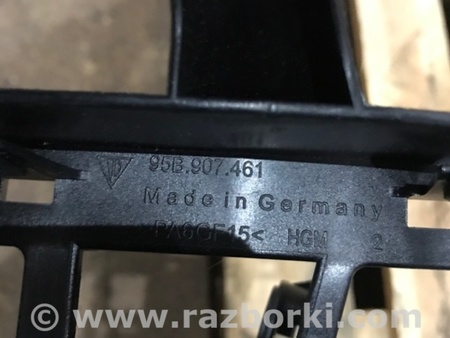 95B.907.461
Made in Germany
>PA6GF15< HGM 2
© www.razborki.com